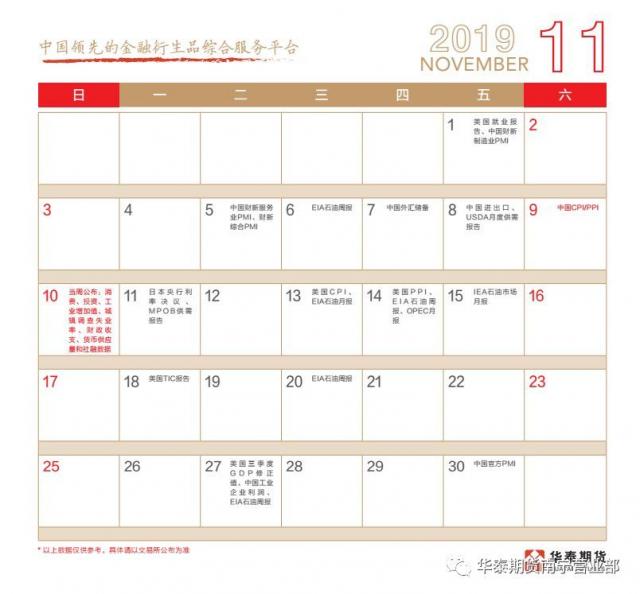 中国领先的金融衍生品综合服务平台
2019
NOVEMBER
11
日 一 二 三 四 五 六
1
美国就业报
告、中国财新
制造业PMI
2
3
4
5
中国财新服务
业PMI、财新
综合PMI
6
EIA石油周报
7
中国外汇储备
8
中国进出口、
USDA月度供需
报告
9
中国CPI/PPI
10
当周公布：消
费、投资、工
业增加值、城
镇调查失业
率、财政收
支、货币供应
量和社融数据
11
日本央行利
率决议、
MPOB供需
报告
12
13
美国CPI、
EIA石油月报
14
美国PPI、
EIA石油周
报、OPEC月
报
15
IEA石油市场
月报
16
17
18
美国TIC报告
19
20
EIA石油周报
21
22
23
25
26
27
美国三季度
GDP修正
值、中国工业
企业利润、
EIA石油周报
28
29
30
中国官方PMI
* 以上数据仅供参考，具体请以交易所公布为准
华泰期货
华泰期货南宁营业部